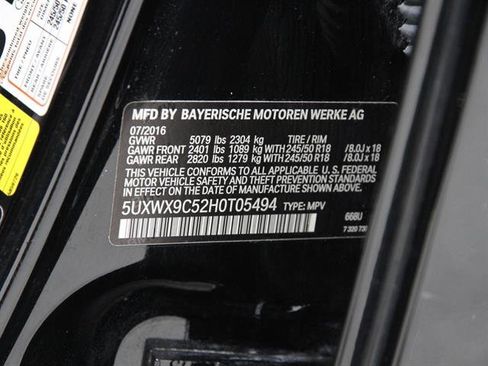 MFD BY BAYERISCHE MOTOREN WERKE AG
07/2016
GVWR 5079 lbs 2304 kg TIRE / RIM
GAWR FRONT 2401 lbs 1089 kg WITH 245/50 R18 /8.0J x 18
GAWR REAR 2820 lbs 1279 kg WITH 245/50 R18 /8.0J x 18
THIS VEHICLE CONFORMS TO ALL APPLICABLE U. S. FEDERAL
MOTOR VEHICLE SAFETY AND THEFT PREVENTION STANDARDS
IN EFFECT ON THE DATE OF MANUFACTURE SHOWN ABOVE.
5UXWX9C52H0T05494 TYPE: MPV
668U
7 320 73